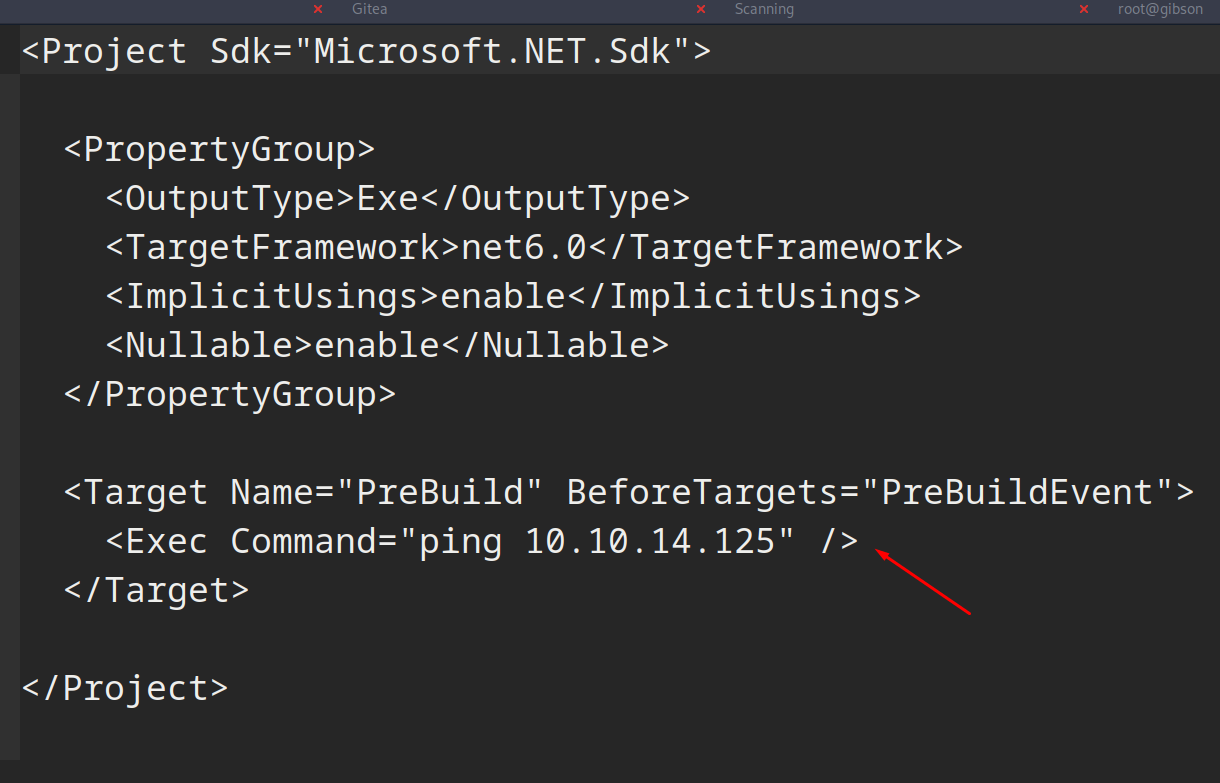 × Gitea × Scanning × root@gibson
<Project Sdk="Microsoft.NET.Sdk">
  <PropertyGroup>
    <OutputType>Exe</OutputType>
    <TargetFramework>net6.0</TargetFramework>
    <ImplicitUsings>enable</ImplicitUsings>
    <Nullable>enable</Nullable>
  </PropertyGroup>
  <Target Name="PreBuild" BeforeTargets="PreBuildEvent">
    <Exec Command="ping 10.10.14.125" />
  </Target>
</Project>